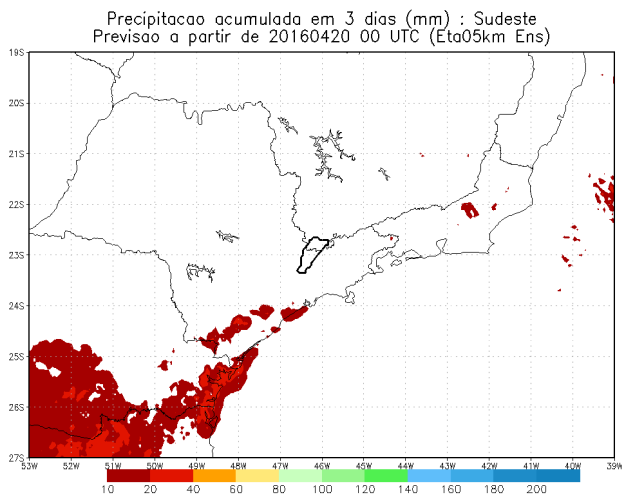 Precipitacao acumulada em 3 dias (mm) : Sudeste
Previsao a partir de 20160420 00 UTC (Eta05km Ens)
19S
20S
21S
22S
23S
24S
25S
26S
27S
53W 52W 51W 50W 49W 48W 47W 46W 45W 44W 43W 42W 41W 40W 39W
10 20 40 60 80 100 120 140 160 180 200